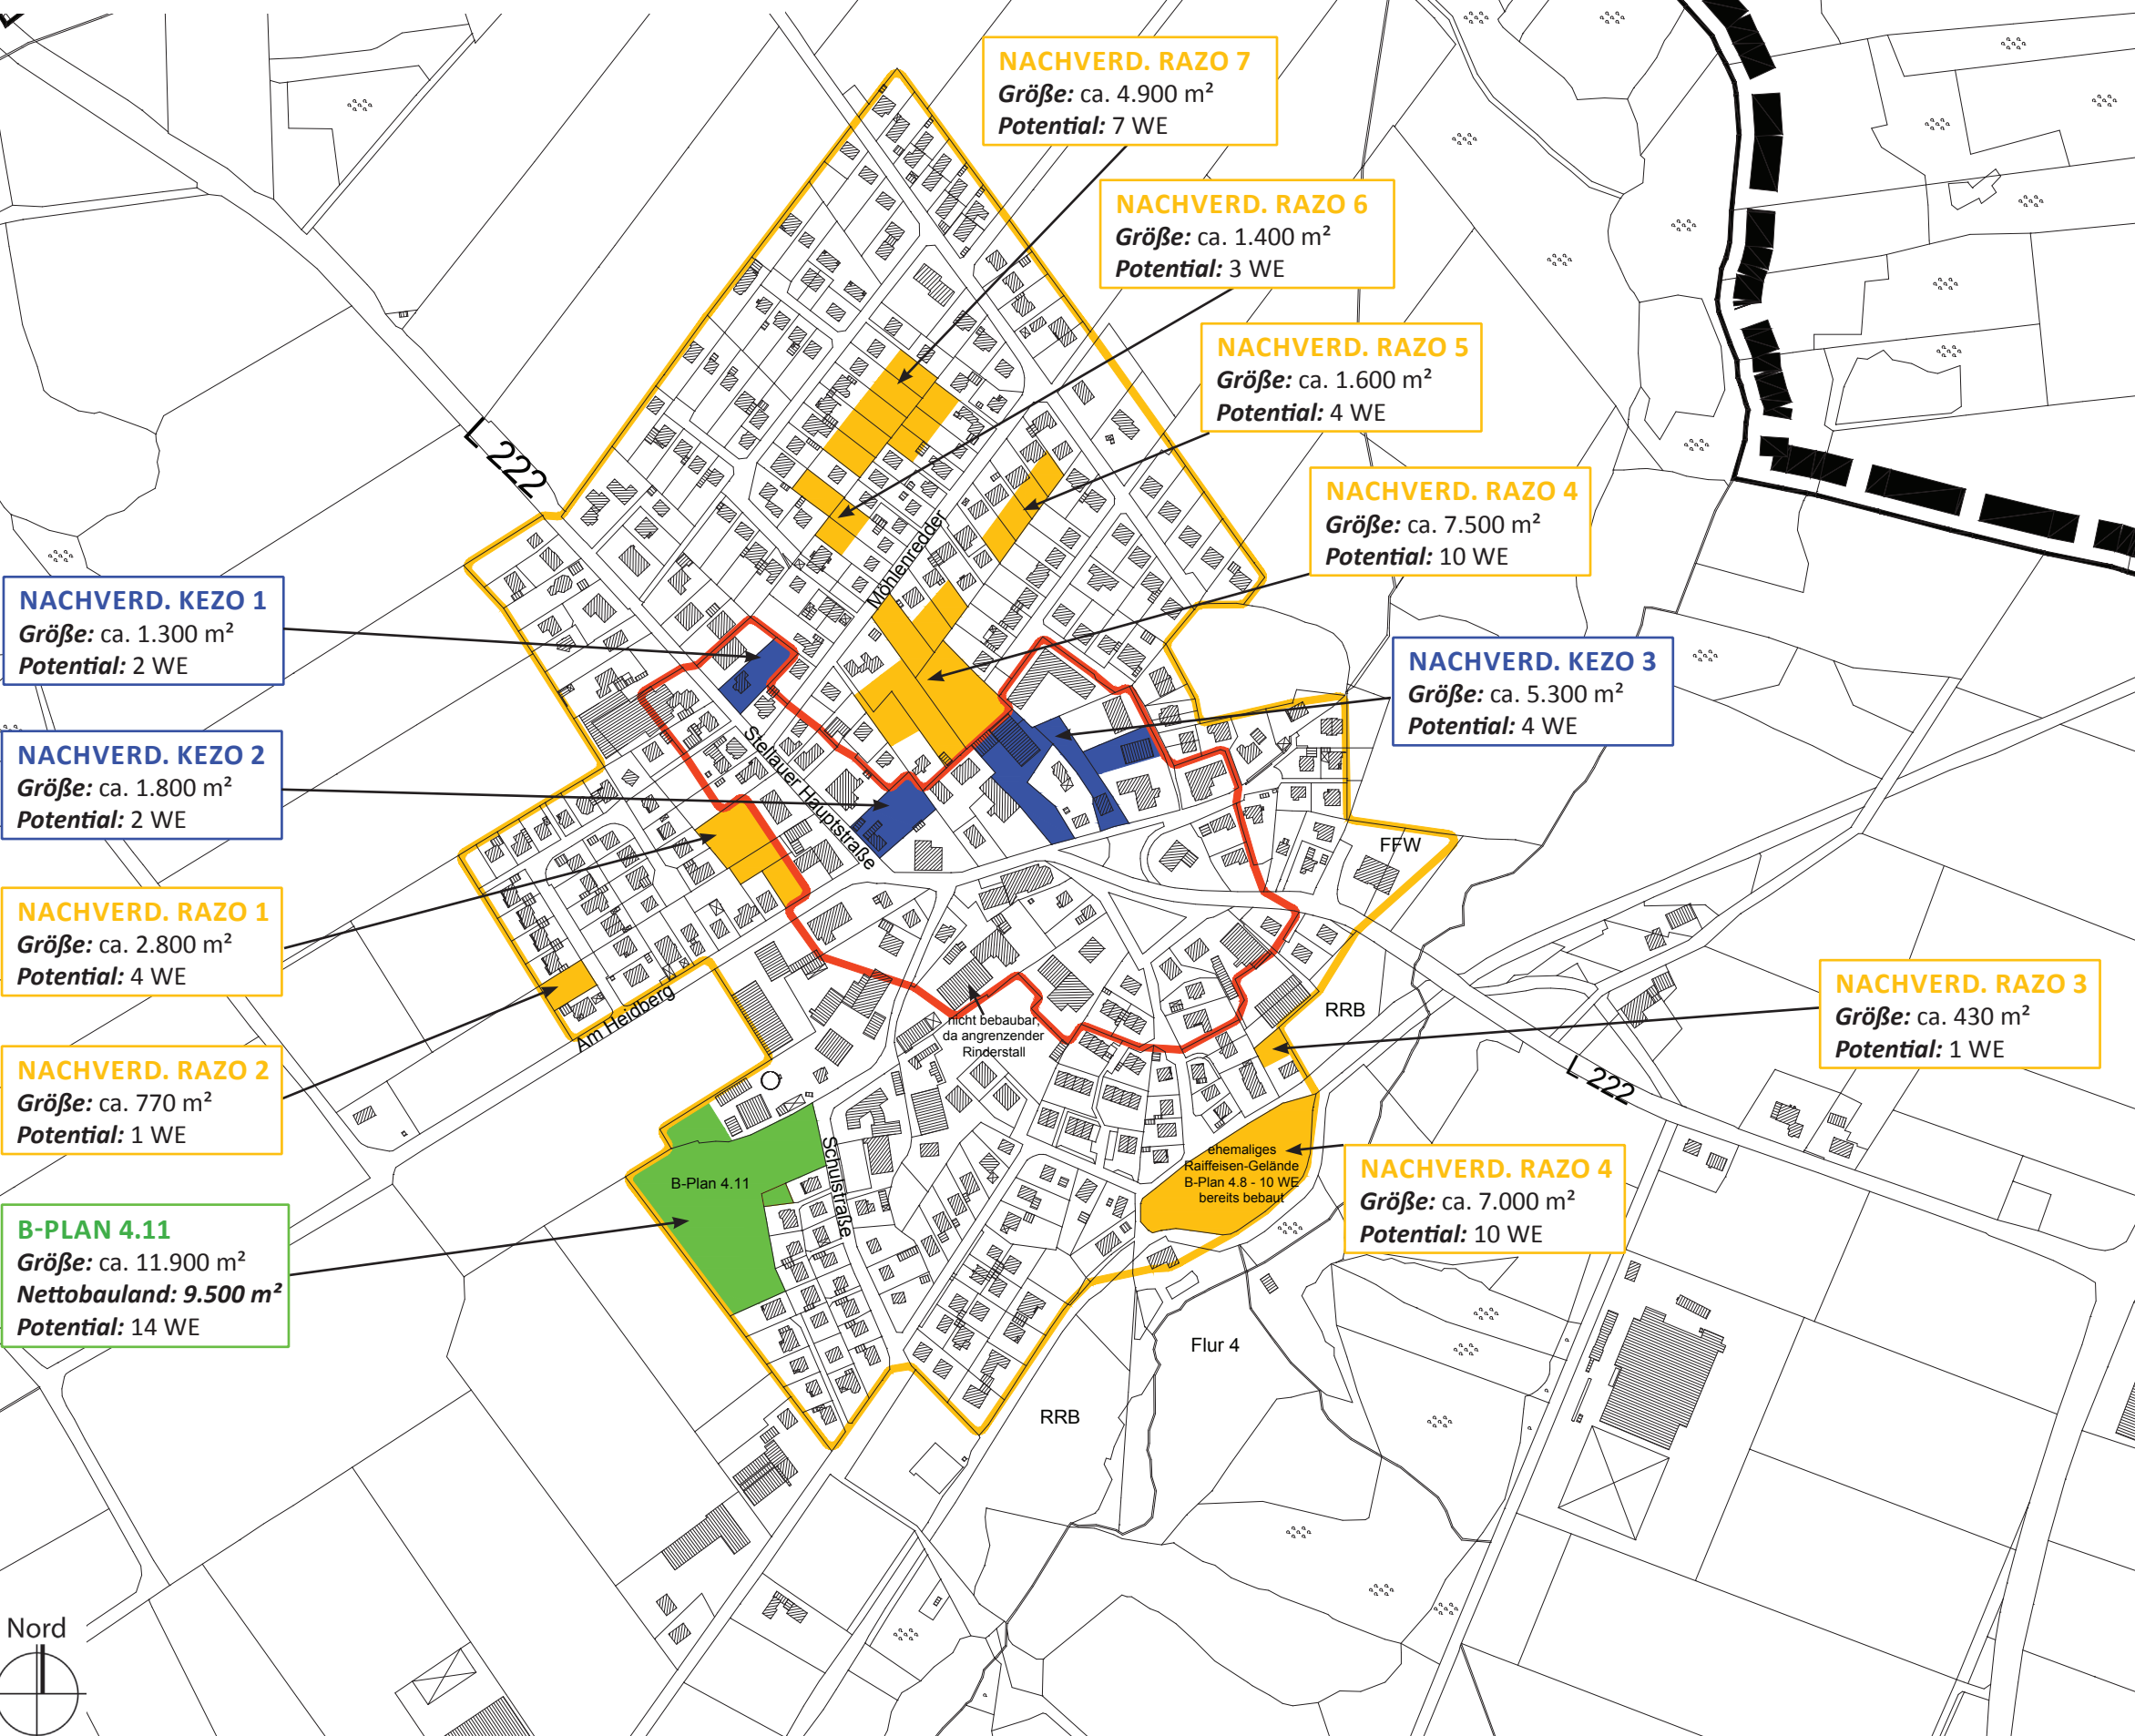 NACHVERD. RAZO 7
Größe: ca. 4.900 m²
Potential: 7 WE
NACHVERD. RAZO 6
Größe: ca. 1.400 m²
Potential: 3 WE
NACHVERD. RAZO 5
Größe: ca. 1.600 m²
Potential: 4 WE
L 222
NACHVERD. RAZO 4
Größe: ca. 7.500 m²
Potential: 10 WE
Möhlenredder
NACHVERD. KEZO 1
Größe: ca. 1.300 m²
Potential: 2 WE
NACHVERD. KEZO 3
Größe: ca. 5.300 m²
Potential: 4 WE
NACHVERD. KEZO 2
Größe: ca. 1.800 m²
Potential: 2 WE
Stellauer Hauptstraße
FFW
NACHVERD. RAZO 1
Größe: ca. 2.800 m²
Potential: 4 WE
NACHVERD. RAZO 3
Größe: ca. 430 m²
Potential: 1 WE
RRB
Am Heidberg
nicht bebaubar,
da angrenzender
Rinderstall
NACHVERD. RAZO 2
Größe: ca. 770 m²
Potential: 1 WE
L 222
Schulstraße
ehemaliges
Raiffeisen-Gelände
B-Plan 4.8 - 10 WE
bereits bebaut
NACHVERD. RAZO 4
Größe: ca. 7.000 m²
Potential: 10 WE
B-Plan 4.11
B-PLAN 4.11
Größe: ca. 11.900 m²
Nettobauland: 9.500 m²
Potential: 14 WE
Flur 4
RRB
Nord